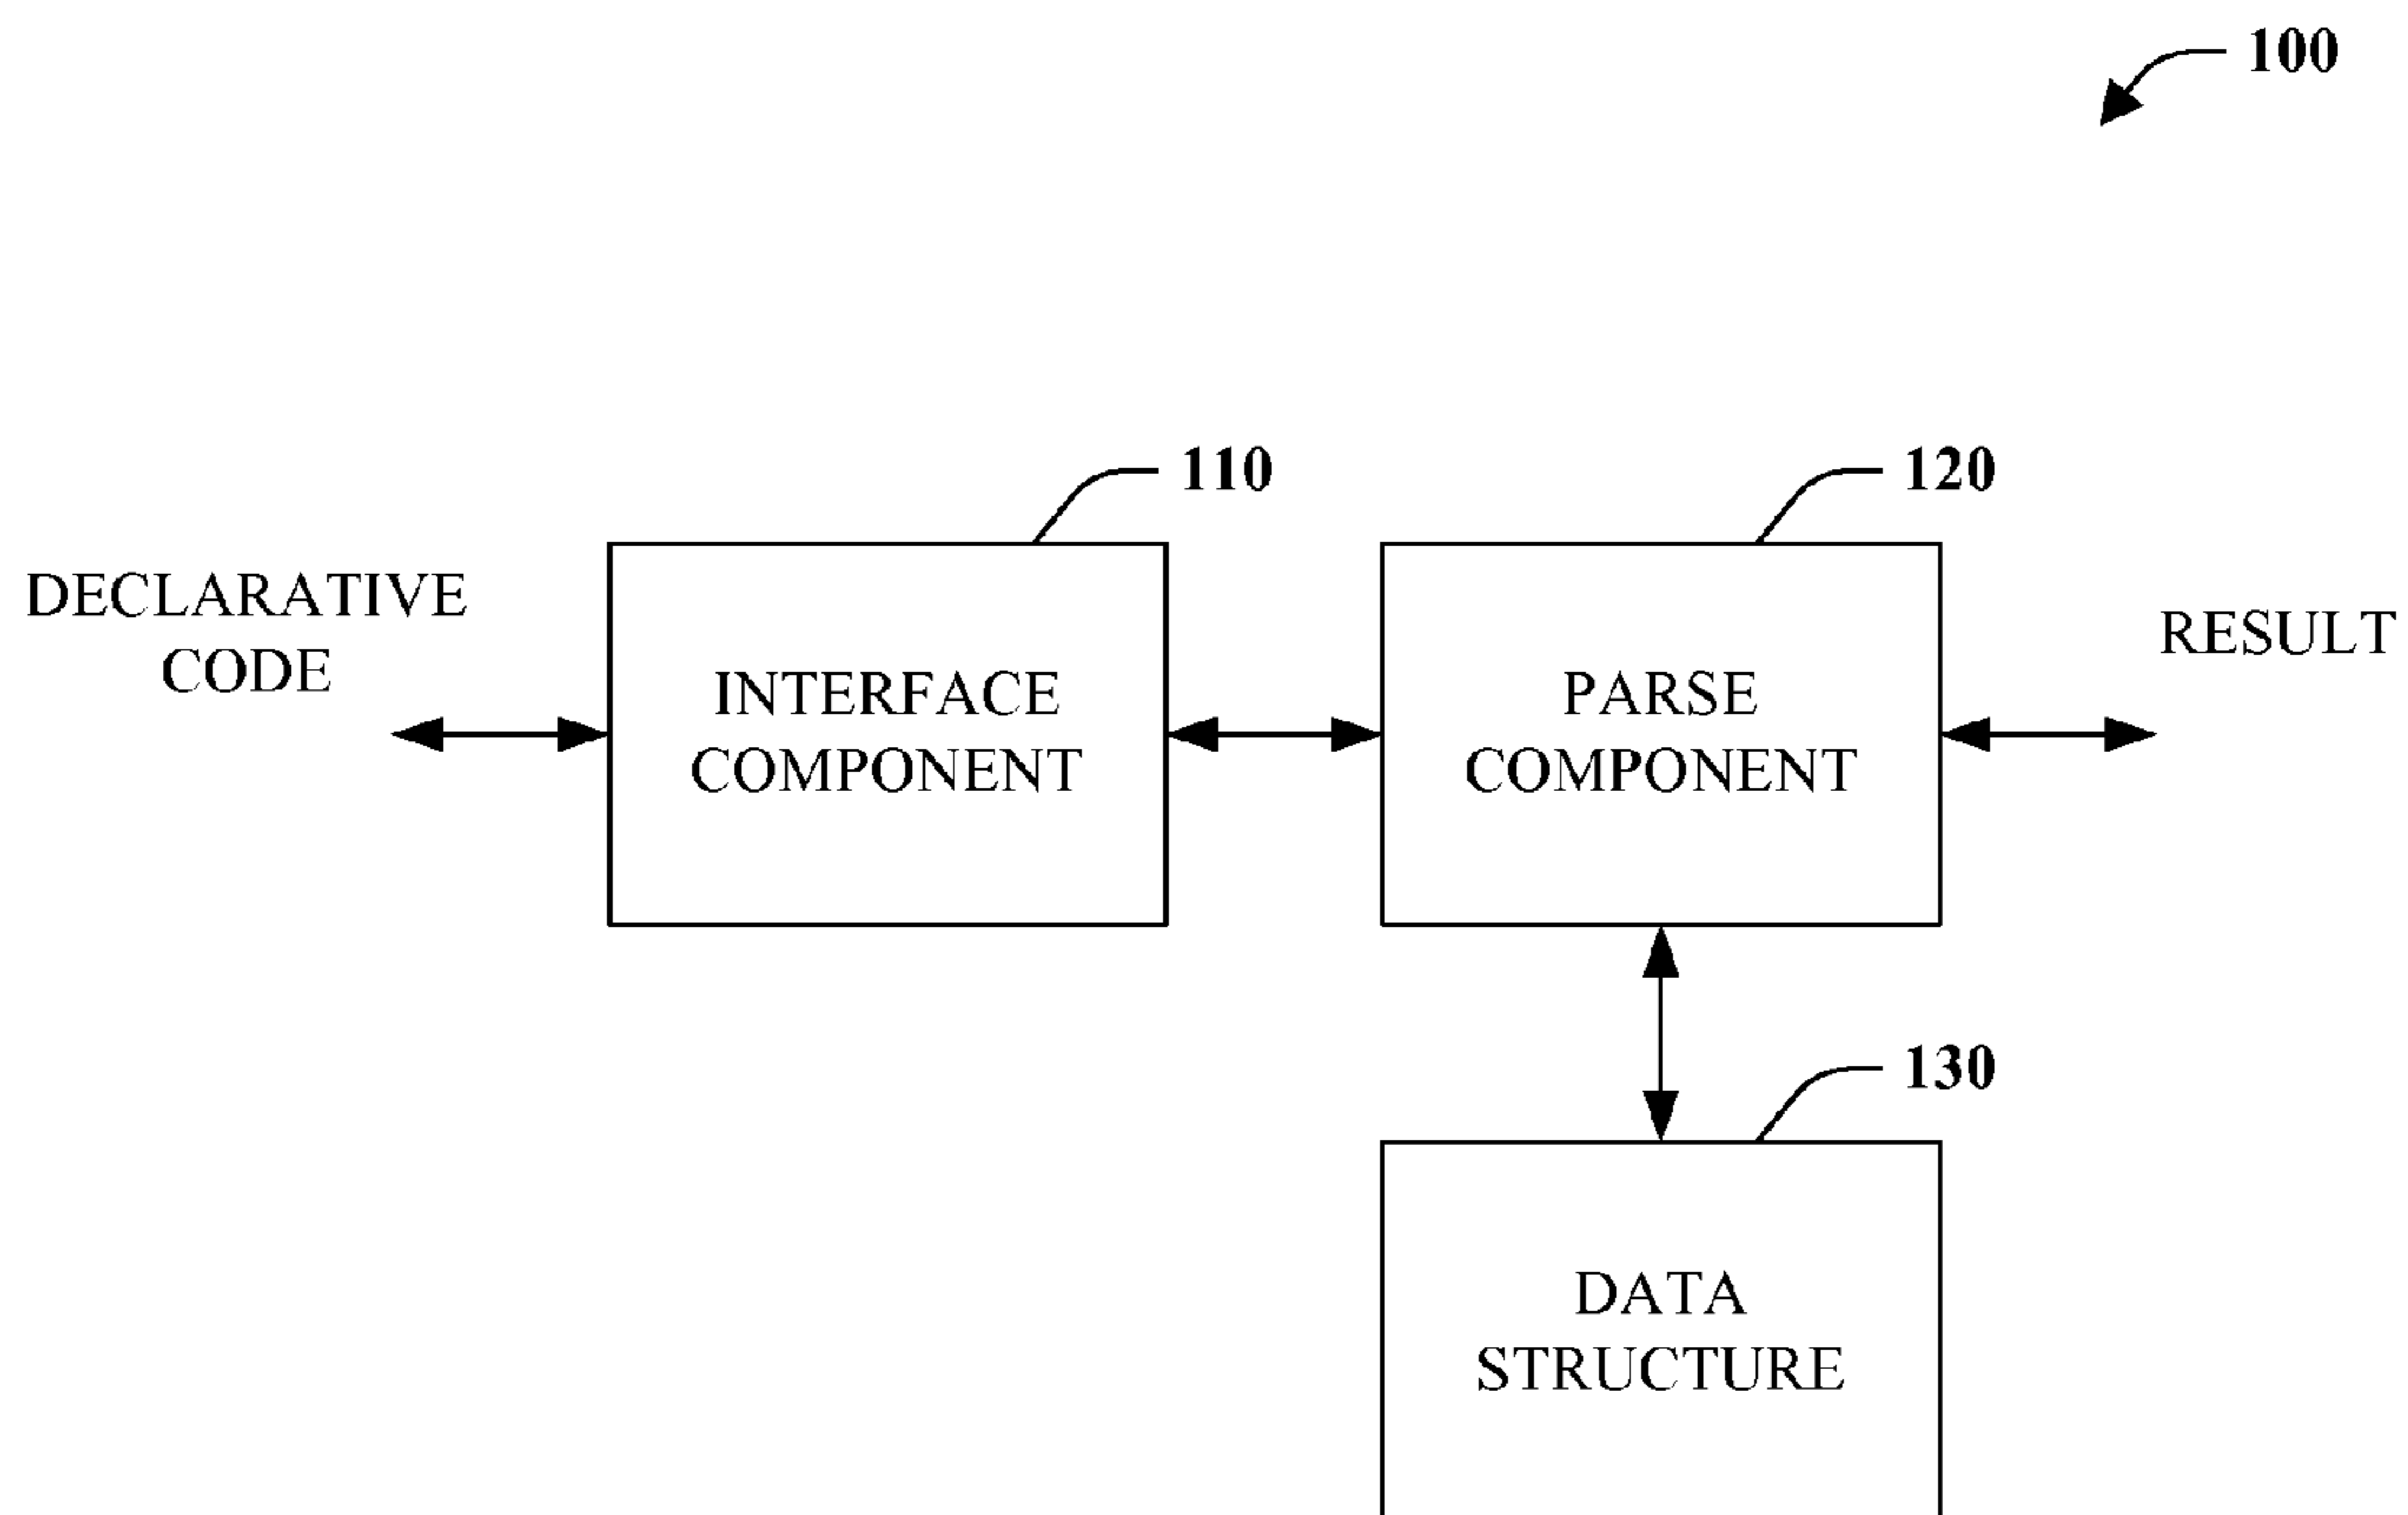 100
110
120
DECLARATIVE
CODE
INTERFACE
COMPONENT
PARSE
COMPONENT
RESULT
130
DATA
STRUCTURE